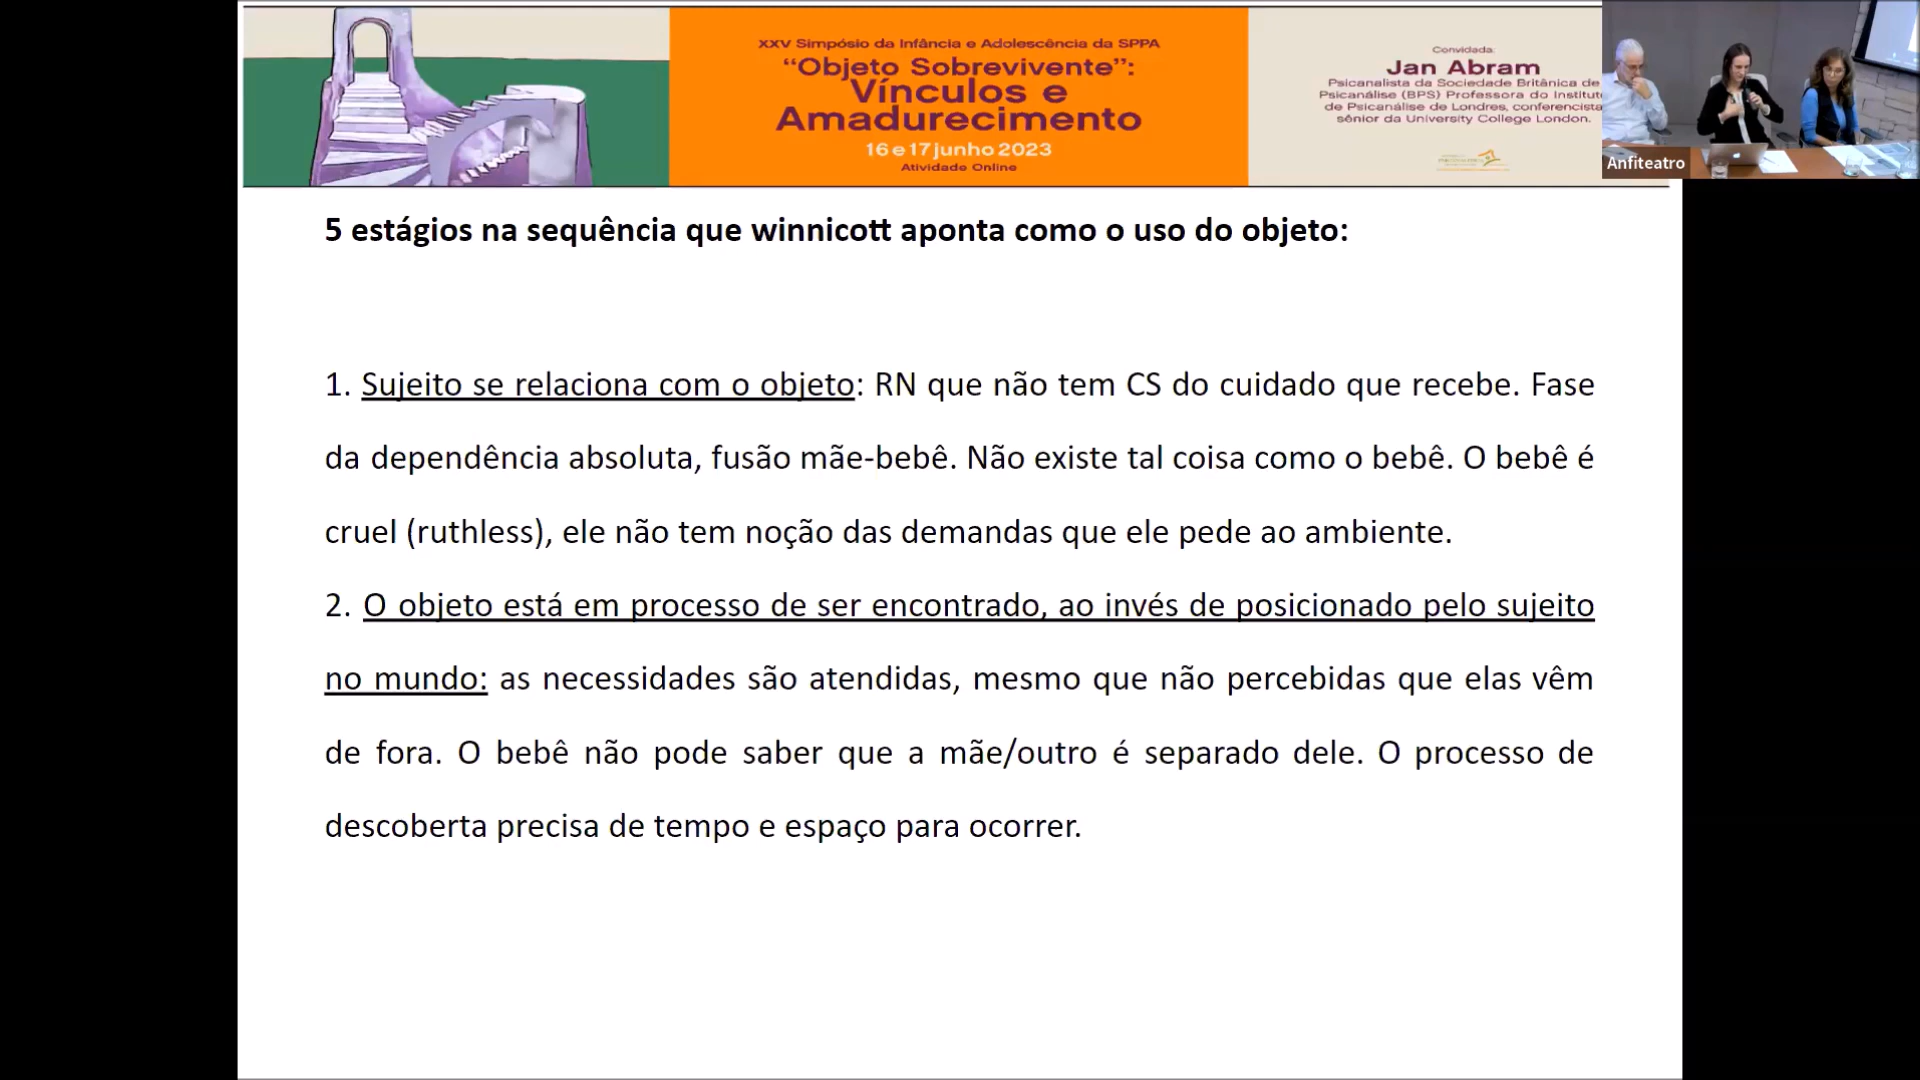 XXV Simpósio da Infância e Adolescência da SPPA
“Objeto Sobrevivente”:
Vínculos e
Amadurecimento
16 e 17 junho 2023
Atividade Online
Convidada:
Jan Abram
Psicanalista da Sociedade Britânica de
Psicanálise (BPS) Professora do Institut
de Psicanálise de Londres, conferencista
sênior da University College London.
Anfiteatro
5 estágios na sequência que winnicott aponta como o uso do objeto:
1. Sujeito se relaciona com o objeto: RN que não tem CS do cuidado que recebe. Fase
da dependência absoluta, fusão mãe-bebê. Não existe tal coisa como o bebê. O bebê é
cruel (ruthless), ele não tem noção das demandas que ele pede ao ambiente.
2. O objeto está em processo de ser encontrado, ao invés de posicionado pelo sujeito
no mundo: as necessidades são atendidas, mesmo que não percebidas que elas vêm
de fora. O bebê não pode saber que a mãe/outro é separado dele. O processo de
descoberta precisa de tempo e espaço para ocorrer.